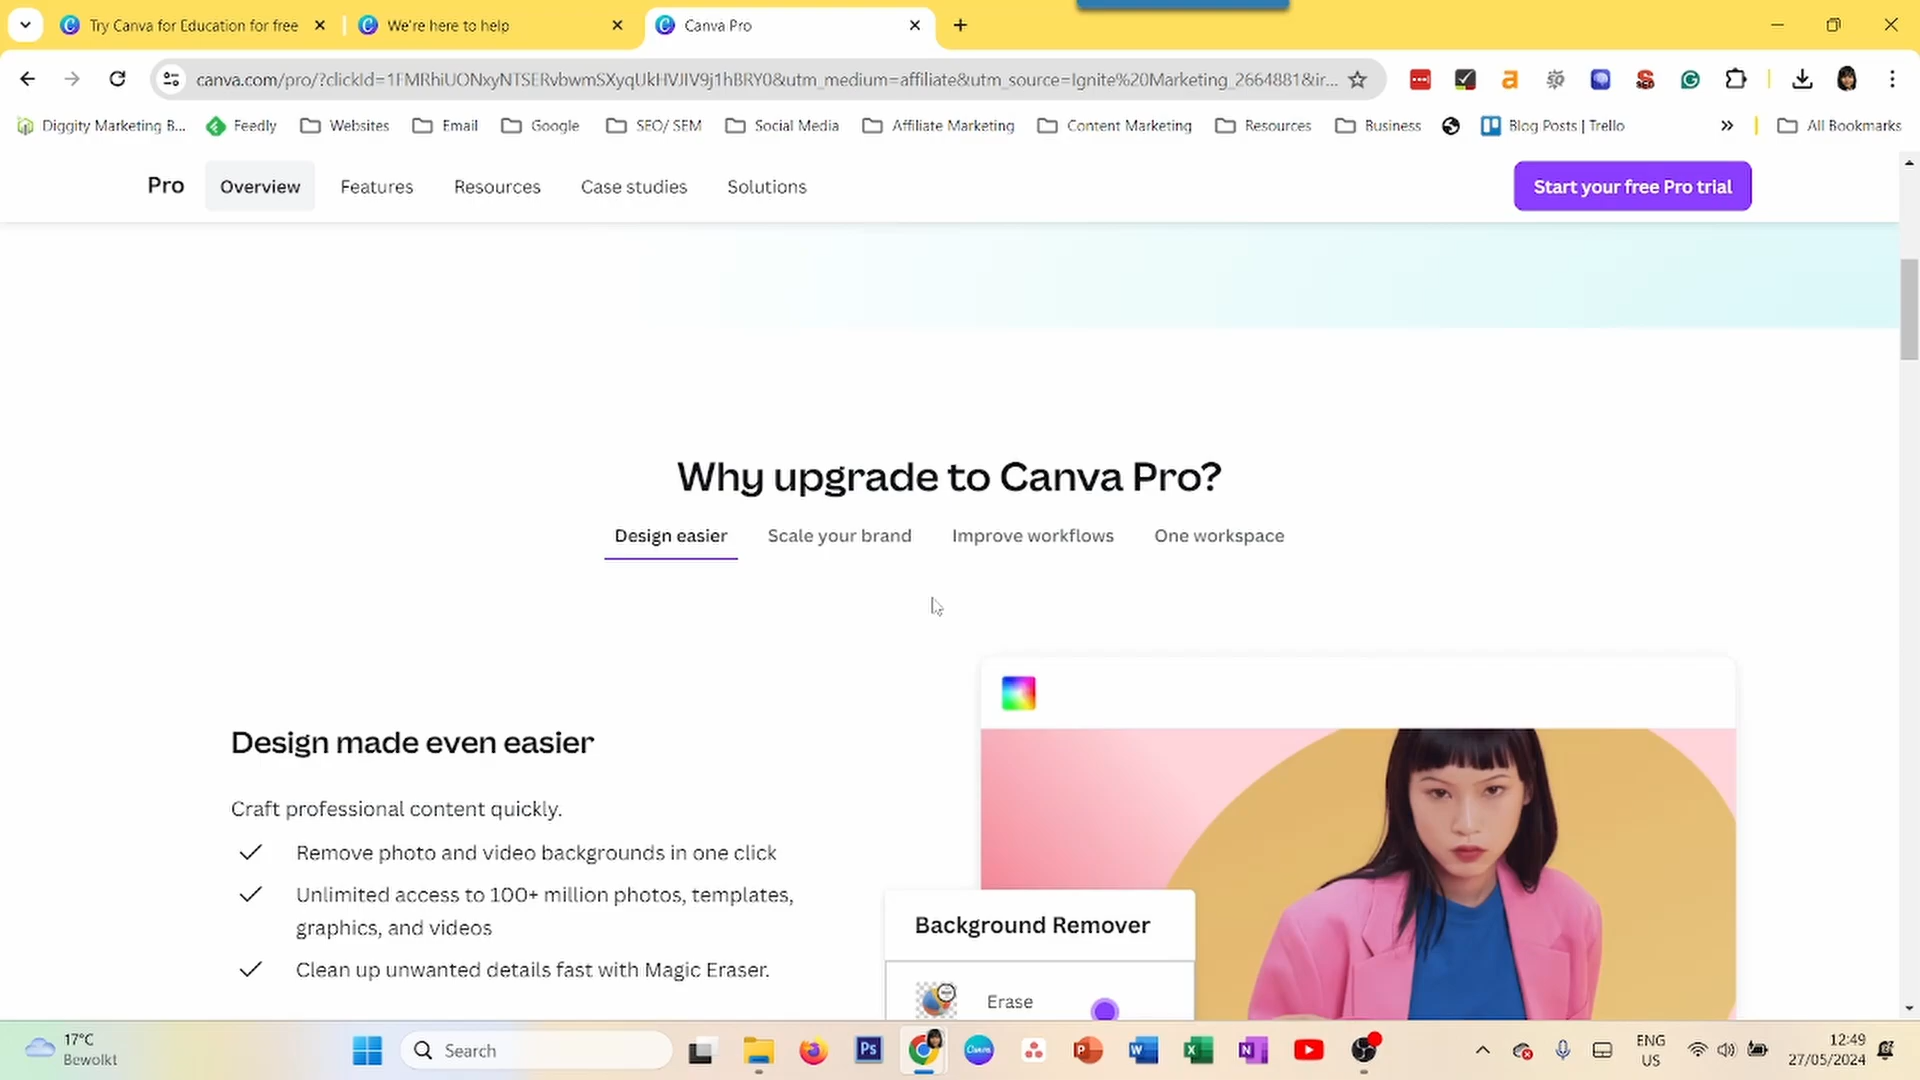 Try Canva for Education for free
We're here to help
Canva Pro
canva.com/pro/?clickId=1FMRhiUONxyNTSERvbwmSXyqUkHVJIV9j1hBRY0&utm_medium=affiliate&utm_source=Ignite%20Marketing_2664881&ir...
Diggity Marketing B...
Feedly
Websites
Email
Google
SEO/ SEM
Social Media
Affiliate Marketing
Content Marketing
Resources
Business
Blog Posts | Trello
All Bookmarks
Pro
Overview
Features
Resources
Case studies
Solutions
Start your free Pro trial
Why upgrade to Canva Pro?
Design easier
Scale your brand
Improve workflows
One workspace
Design made even easier
Craft professional content quickly.
Remove photo and video backgrounds in one click
Unlimited access to 100+ million photos, templates,
graphics, and videos
Clean up unwanted details fast with Magic Eraser.
Background Remover
Erase
17°C
Bewolkt
Search
Ps
Canva
ENG
US
12:49
27/05/2024